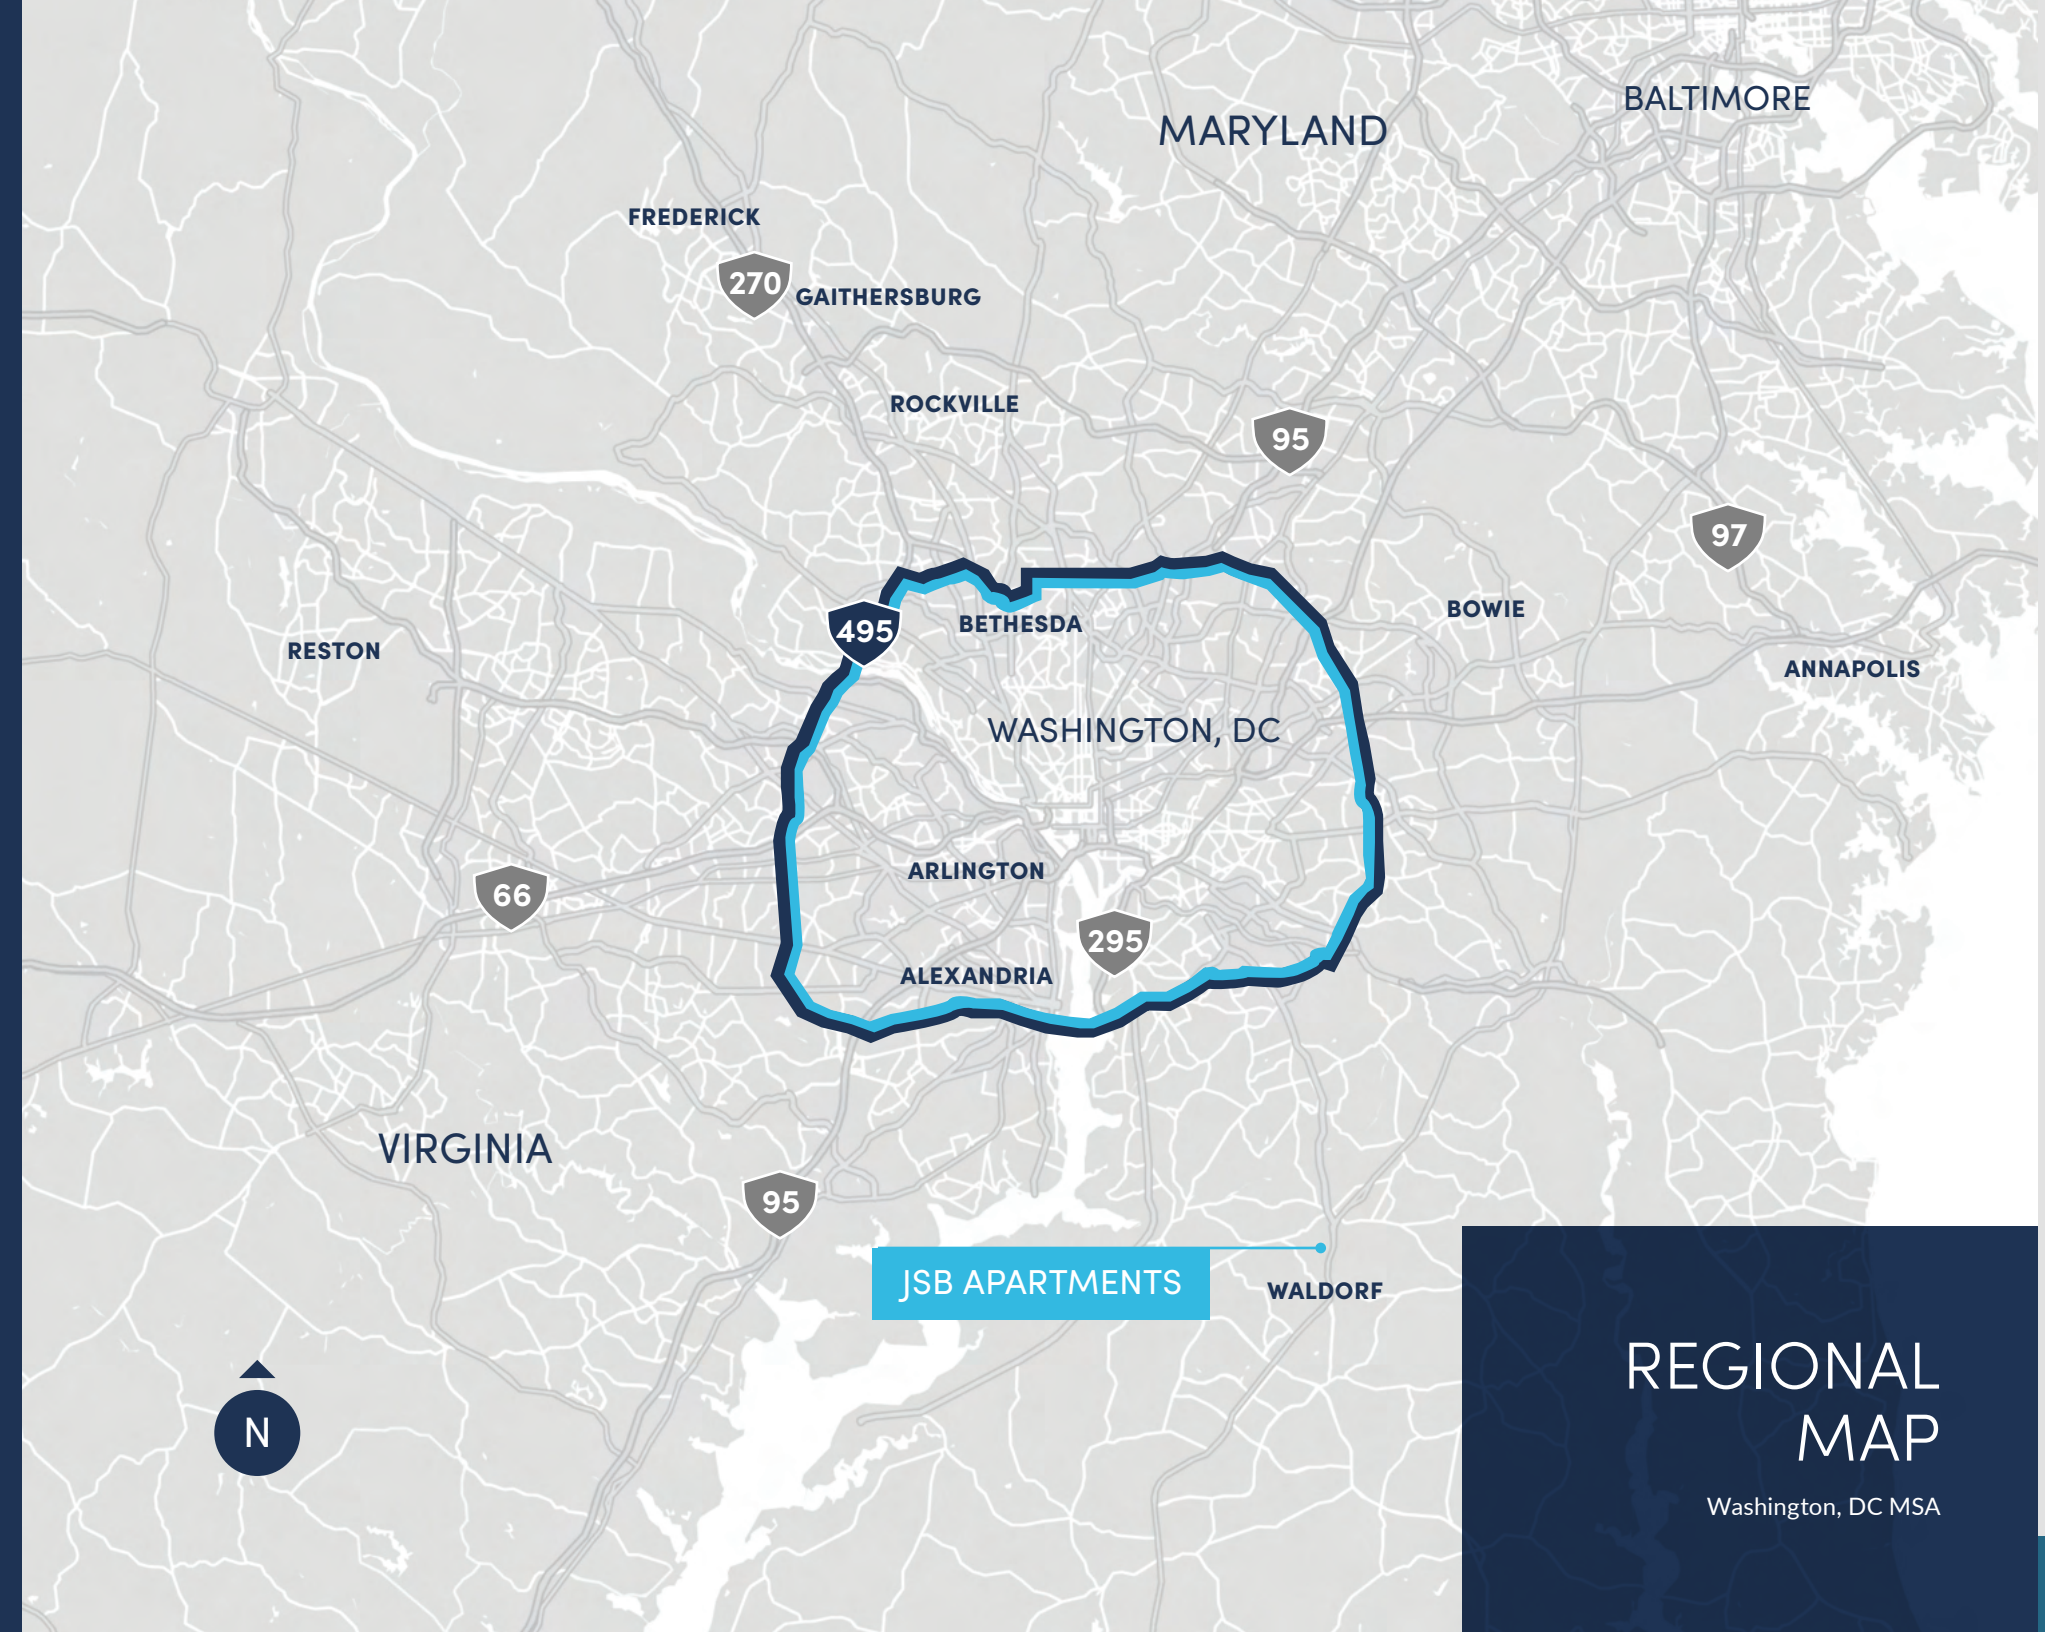 BALTIMORE
MARYLAND
FREDERICK
270
GAITHERSBURG
ROCKVILLE
95
97
BOWIE
495
BETHESDA
RESTON
ANNAPOLIS
WASHINGTON, DC
ARLINGTON
66
295
ALEXANDRIA
VIRGINIA
95
JSB APARTMENTS
WALDORF
N
REGIONAL
MAP
Washington, DC MSA